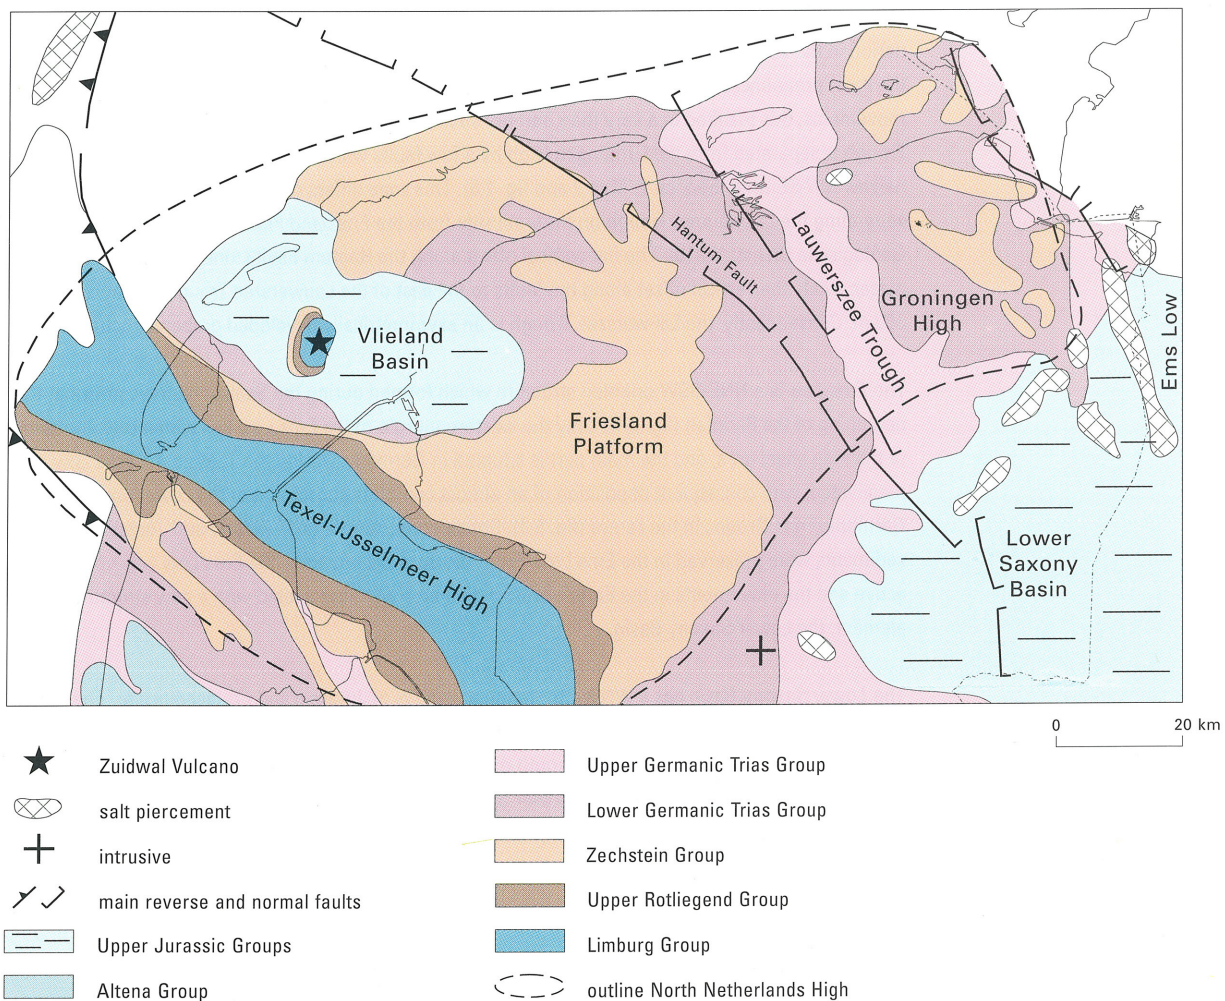 Hantum Fault
Lauwerszee Trough
Groningen
High
Ems Low
Vlieland
Basin
Friesland
Platform
Texel-IJsselmeer High
Lower
Saxony
Basin
0 20 km
Zuidwal Vulcano
salt piercement
intrusive
main reverse and normal faults
Upper Jurassic Groups
Altena Group
Upper Germanic Trias Group
Lower Germanic Trias Group
Zechstein Group
Upper Rotliegend Group
Limburg Group
outline North Netherlands High